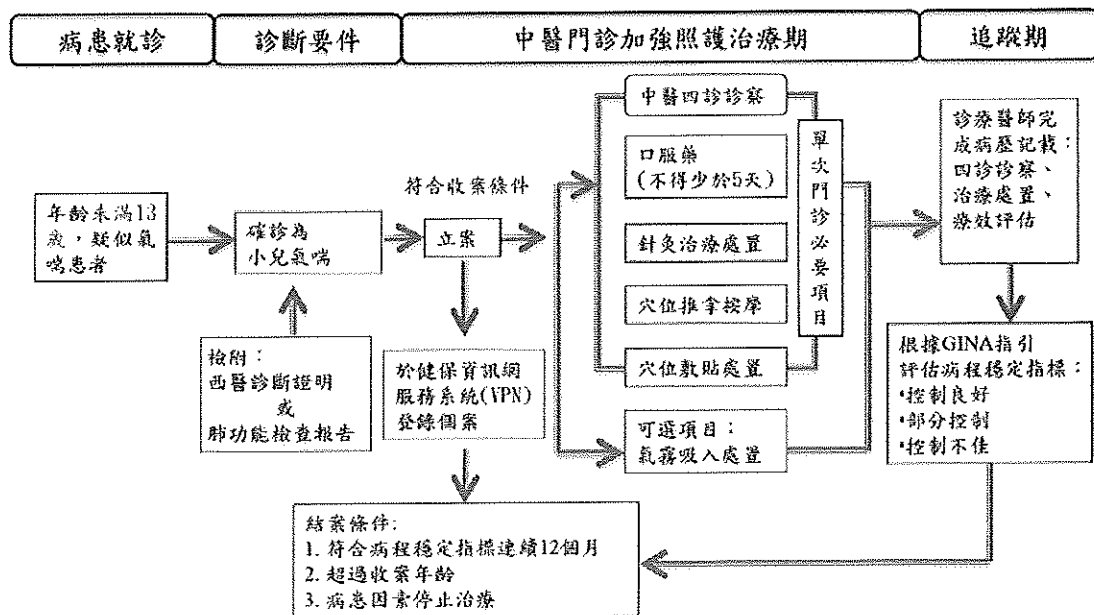 病患就診
診斷要件
中醫門診加強照護治療期
追蹤期
年齡未滿13
歲，疑似氣
喘患者
確診為
小兒氣喘
檢附：
西醫診斷證明
或
肺功能檢查報告
符合收案條件
立案
於健保資訊網
服務系統(VPN)
登錄個案
中醫四診診察
口服藥
(不得少於5天)
針灸治療處置
穴位推拿按摩
穴位敷貼處置
單次門診必要項目
可選項目：
氣霧吸入處置
診療醫師完
成病歷記載：
四診診察、
治療處置、
療效評估
根據GINA指引
評估病程穩定指標：
▪控制良好
▪部分控制
▪控制不佳
結案條件:
1. 符合病程穩定指標連續12個月
2. 超過收案年齡
3. 病患因素停止治療